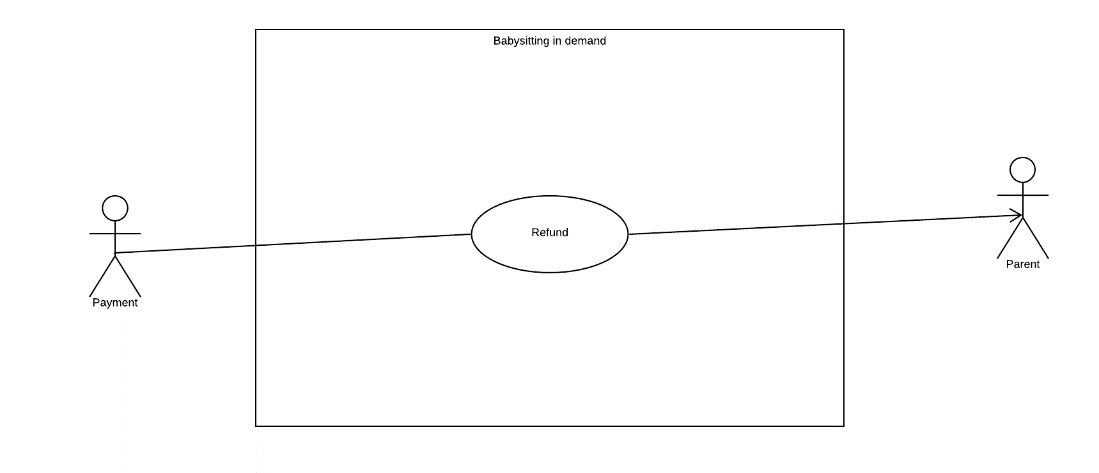 Babysitting in demand
Refund
Payment
Parent